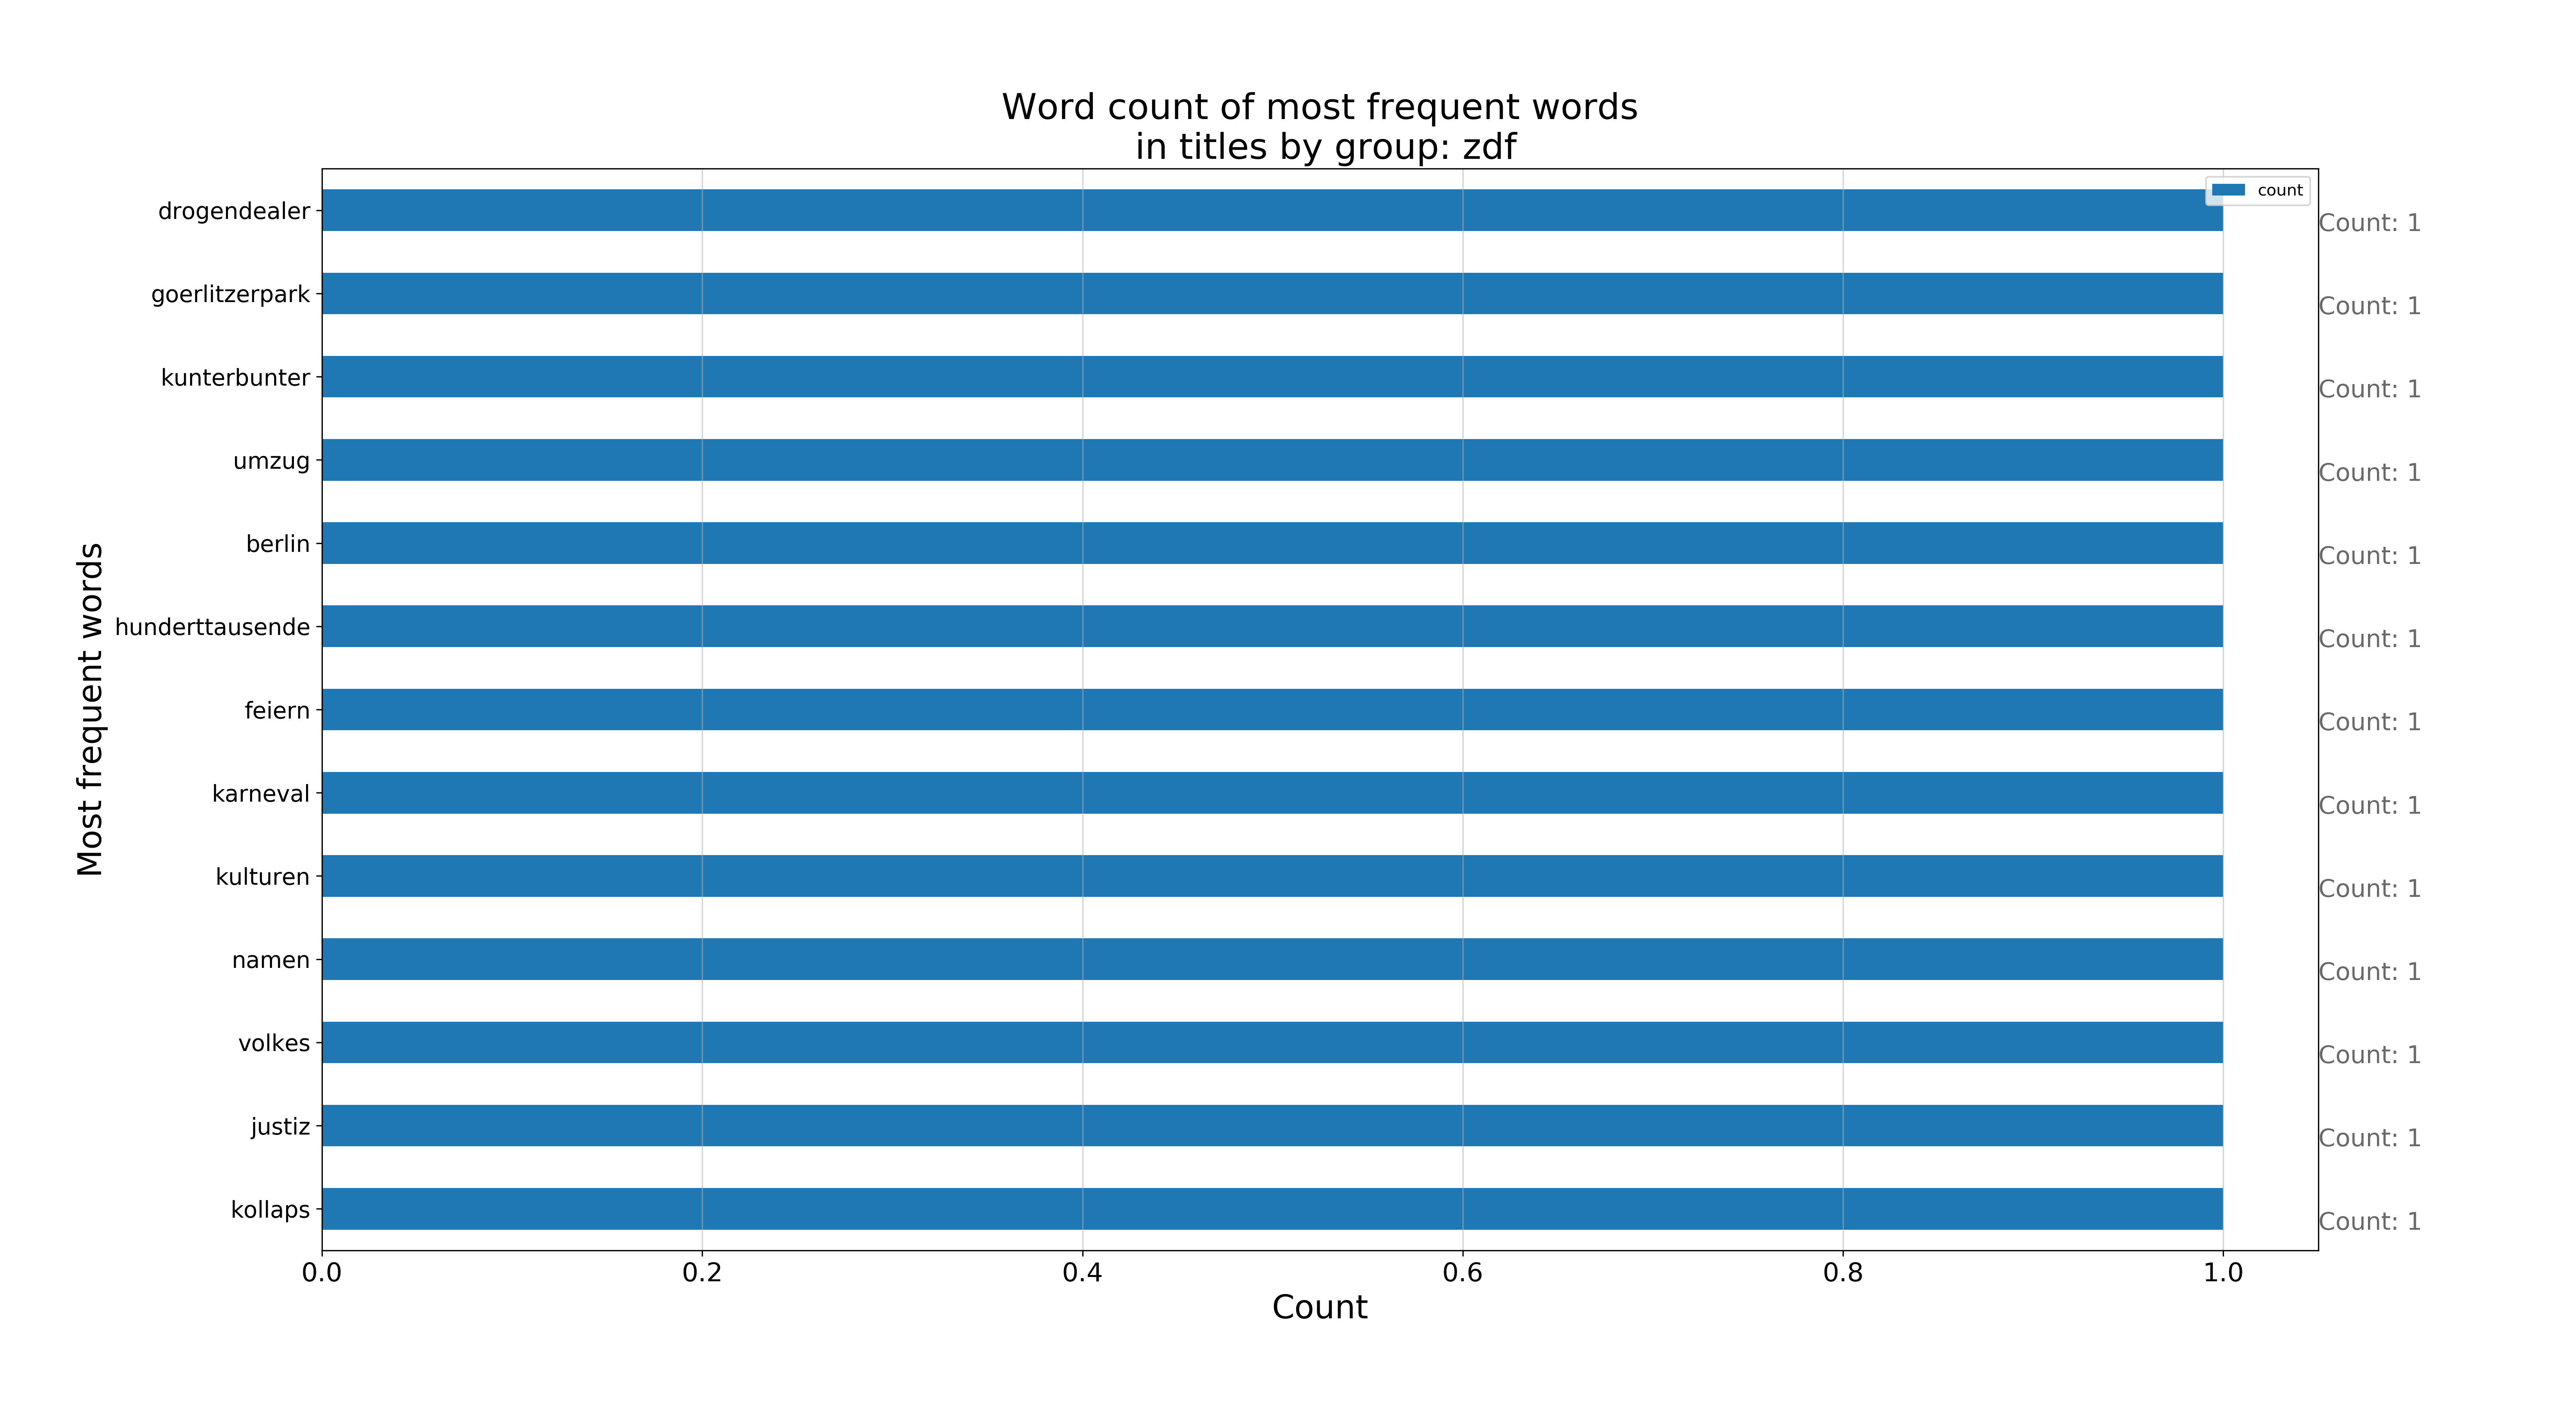 Word count of most frequent words
in titles by group: zdf
count
Most frequent words
drogendealer
Count: 1
goerlitzerpark
Count: 1
kunterbunter
Count: 1
umzug
Count: 1
berlin
Count: 1
hunderttausende
Count: 1
feiern
Count: 1
karneval
Count: 1
kulturen
Count: 1
namen
Count: 1
volkes
Count: 1
justiz
Count: 1
kollaps
Count: 1
0.0 0.2 0.4 0.6 0.8 1.0
Count